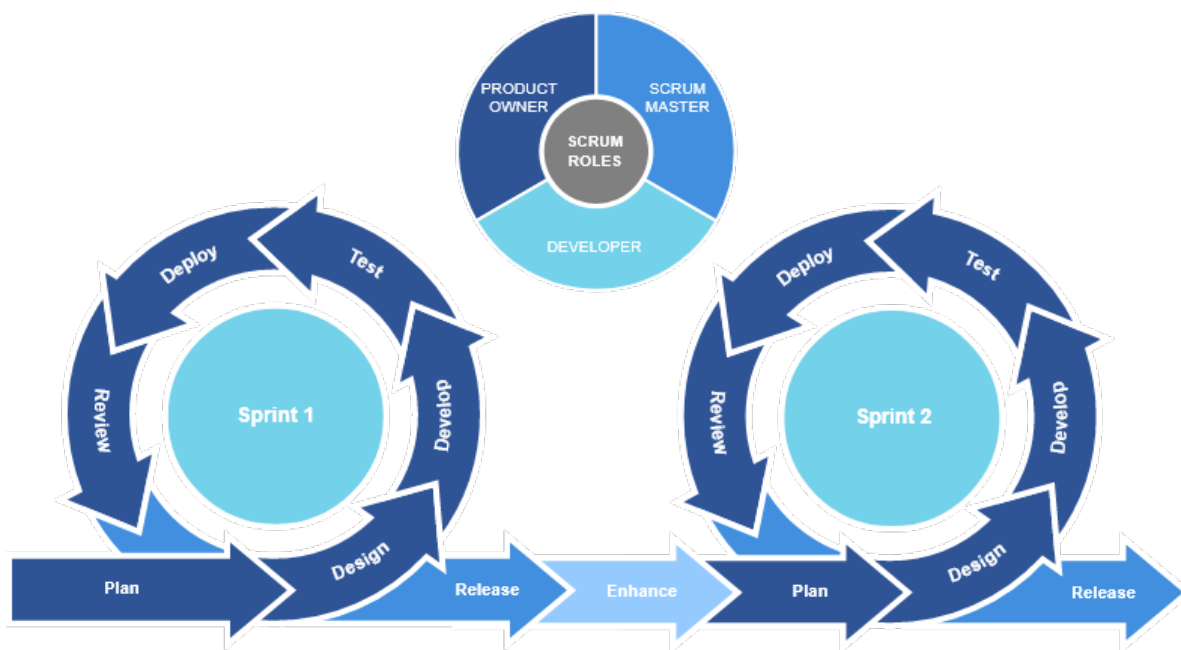 PRODUCT
OWNER
SCRUM
MASTER
SCRUM
ROLES
DEVELOPER
Plan
Design
Develop
Test
Deploy
Review
Sprint 1
Release
Enhance
Plan
Design
Develop
Test
Deploy
Review
Sprint 2
Release